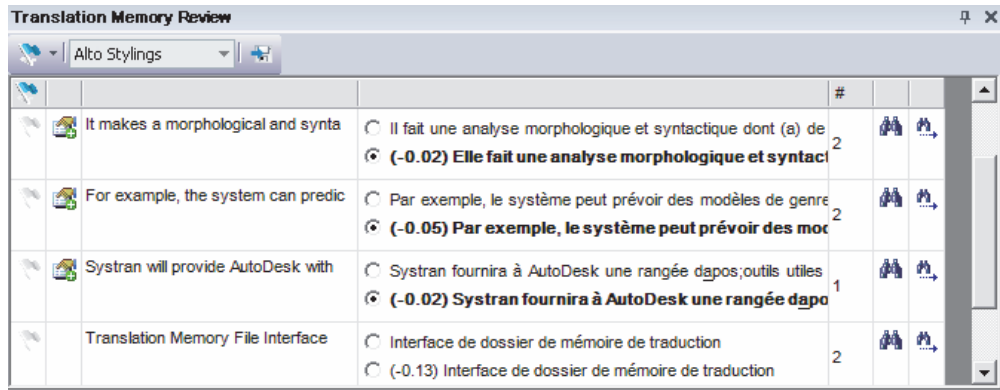 Translation Memory Review
Alto Stylings
#
It makes a morphological and synta
Il fait une analyse morphologique et syntactique dont (a) de
(-0.02) Elle fait une analyse morphologique et syntact
2
For example, the system can predic
Par exemple, le système peut prévoir des modèles de genre
(-0.05) Par exemple, le système peut prévoir des mod
2
Systran will provide AutoDesk with
Systran fournira à AutoDesk une rangée dapos;outils utiles
(-0.02) Systran fournira à AutoDesk une rangée dapo
1
Translation Memory File Interface
Interface de dossier de mémoire de traduction
(-0.13) Interface de dossier de mémoire de traduction
2